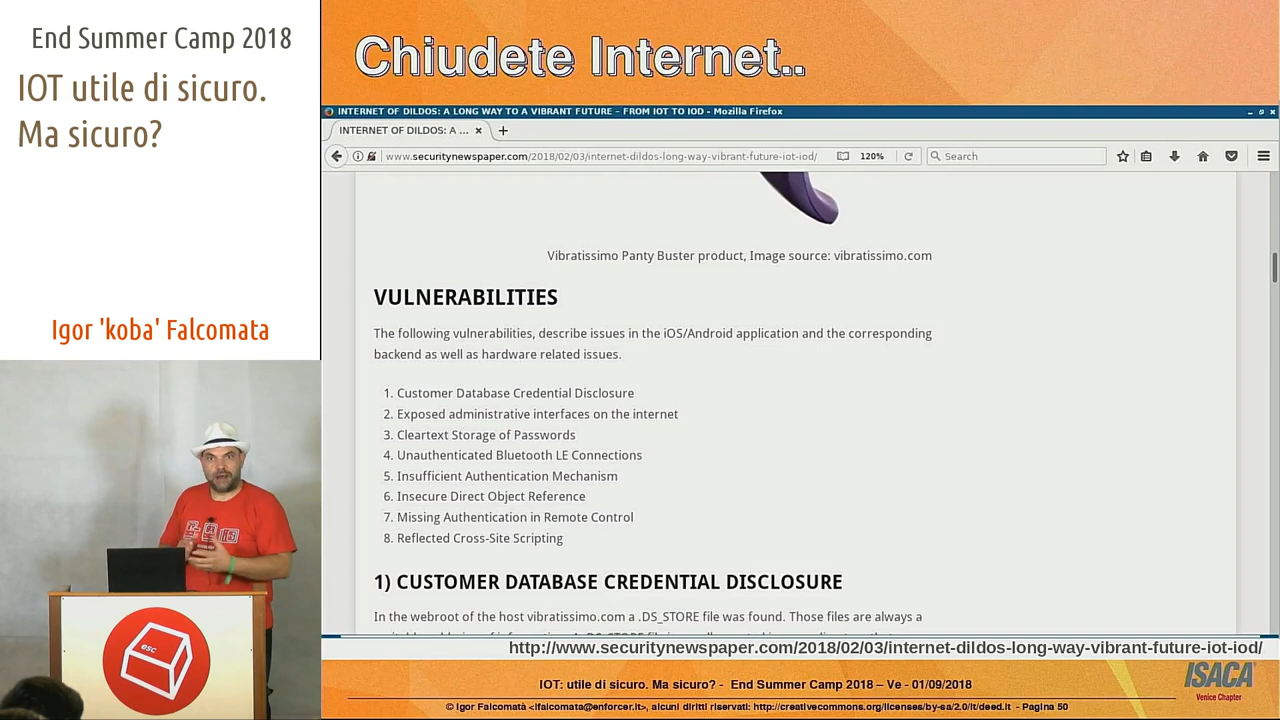 End Summer Camp 2018
IOT utile di sicuro.
Ma sicuro?
Igor 'koba' Falcomata
esc
Chiudete Internet..
INTERNET OF DILDOS: A LONG WAY TO A VIBRANT FUTURE – FROM IOT TO IOD - Mozilla Firefox
INTERNET OF DILDOS: A ...
www.securitynewspaper.com/2018/02/03/internet-dildos-long-way-vibrant-future-iot-iod/
120%
Search
Vibratissimo Panty Buster product, Image source: vibratissimo.com
VULNERABILITIES
The following vulnerabilities, describe issues in the iOS/Android application and the corresponding
backend as well as hardware related issues.
1. Customer Database Credential Disclosure
2. Exposed administrative interfaces on the internet
3. Cleartext Storage of Passwords
4. Unauthenticated Bluetooth LE Connections
5. Insufficient Authentication Mechanism
6. Insecure Direct Object Reference
7. Missing Authentication in Remote Control
8. Reflected Cross-Site Scripting
1) CUSTOMER DATABASE CREDENTIAL DISCLOSURE
In the webroot of the host vibratissimo.com a .DS_STORE file was found. Those files are always a
http://www.securitynewspaper.com/2018/02/03/internet-dildos-long-way-vibrant-future-iot-iod/
IOT: utile di sicuro. Ma sicuro? - End Summer Camp 2018 – Ve - 01/09/2018
© Igor Falcomatà <ifalcomata@enforcer.it>, alcuni diritti riservati: http://creativecommons.org/licenses/by-sa/2.0/it/deed.it - Pagina 50
ISACA
Venice Chapter